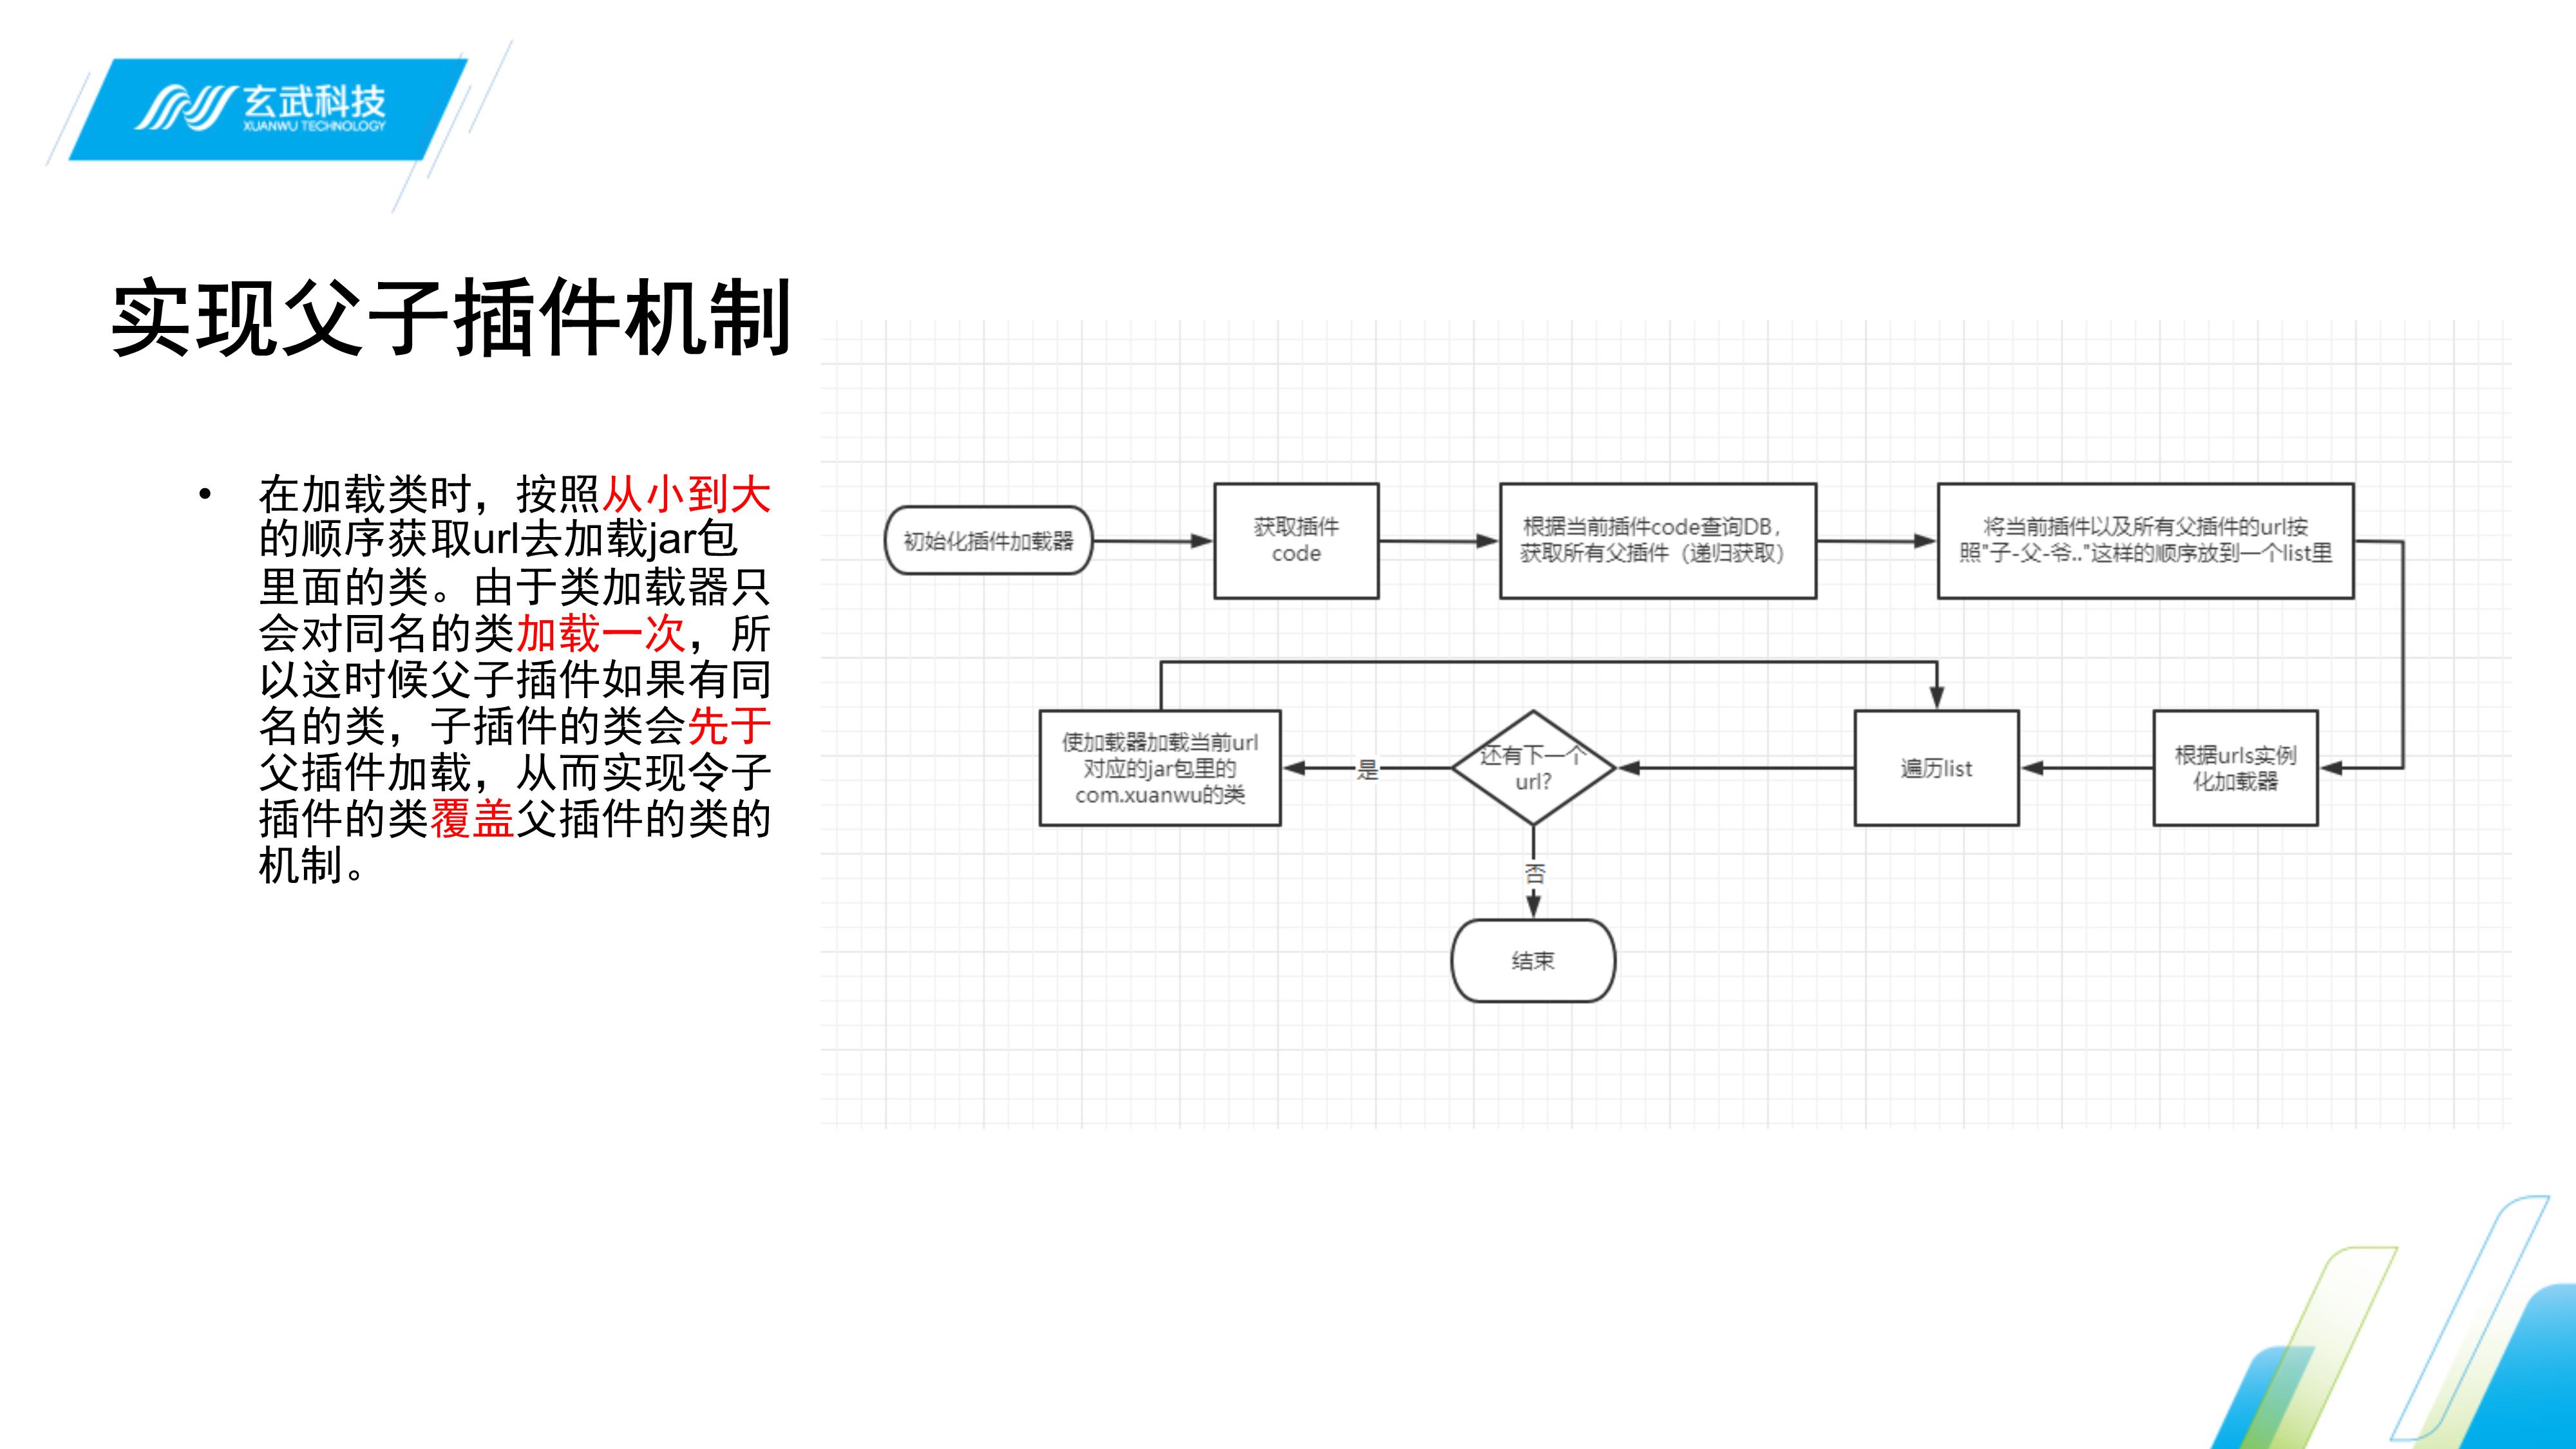 玄武科技
XUANWU TECHNOLOGY
实现父子插件机制
• 在加载类时，按照从小到大
的顺序获取url去加载jar包
里面的类。由于类加载器只
会对同名的类加载一次，所
以这时候父子插件如果有同
名的类，子插件的类会先于
父插件加载，从而实现令子
插件的类覆盖父插件的类的
机制。
初始化插件加载器
获取插件
code
根据当前插件code查询DB，
获取所有父插件（递归获取）
将当前插件以及所有父插件的url按
照"子-父-爷.."这样的顺序放到一个list里
根据urls实例
化加载器
遍历list
还有下一个
url?
是
使加载器加载当前url
对应的jar包里的
com.xuanwu的类
否
结束